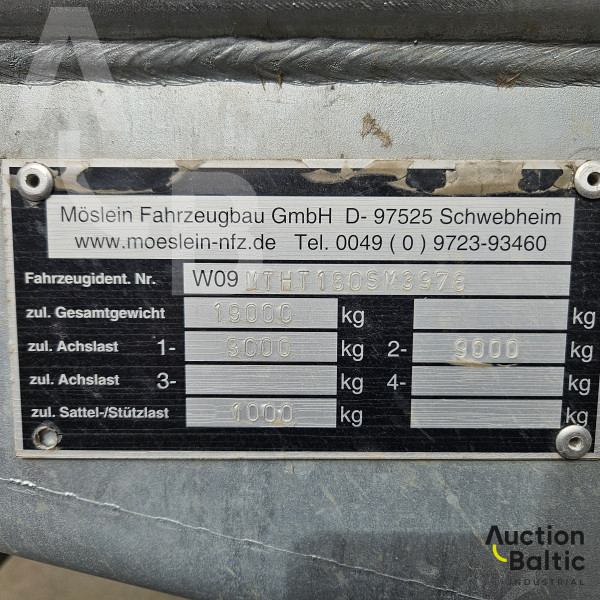 Möslein Fahrzeugbau GmbH D- 97525 Schwebheim
www.moeslein-nfz.de Tel. 0049 ( 0 ) 9723-93460
Fahrzeugident. Nr. W09 MTHT180SM3976
zul. Gesamtgewicht 19000 kg kg
zul. Achslast 1- 9000 kg 2- 9000 kg
zul. Achslast 3- kg 4- kg
zul. Sattel-/Stützlast 1000 kg kg
Auction
Baltic
INDUSTRIAL